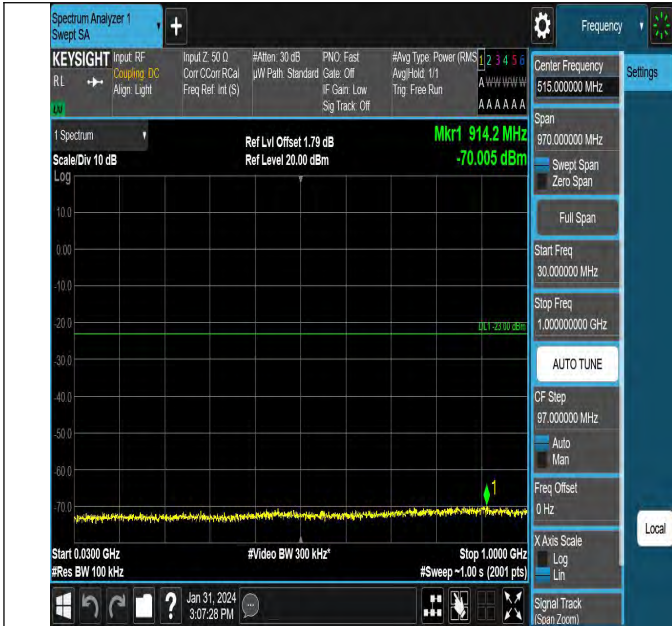 Spectrum Analyzer 1
Swept SA
+
Frequency
KEYSIGHT
RL
Input: RF
Coupling: DC
Align: Light
Input Z: 50 Ω
Corr CCorr RCal
Freq Ref: Int (S)
#Atten: 30 dB
µW Path: Standard
PNO: Fast
Gate: Off
IF Gain: Low
Sig Track: Off
#Avg Type: Power (RMS
Avg|Hold: 1/1
Trig: Free Run
1 2 3 4 5 6
A W W W W W
A A A A A A
1 Spectrum
Scale/Div 10 dB
Ref Lvl Offset 1.79 dB
Ref Level 20.00 dBm
Mkr1 914.2 MHz
-70.005 dBm
Log
10.0
0.00
-10.0
-20.0
-30.0
-40.0
-50.0
-60.0
-70.0
DL1 -23.00 dBm
1
Start 0.0300 GHz
#Res BW 100 kHz
#Video BW 300 kHz*
Stop 1.0000 GHz
#Sweep ~1.00 s (2001 pts)
?
Jan 31, 2024
3:07:28 PM
Center Frequency
515.000000 MHz
Settings
Span
970.000000 MHz
Swept Span
Zero Span
Full Span
Start Freq
30.000000 MHz
Stop Freq
1.000000000 GHz
AUTO TUNE
CF Step
97.000000 MHz
Auto
Man
Freq Offset
0 Hz
X Axis Scale
Log
Lin
Local
Signal Track
(Span Zoom)